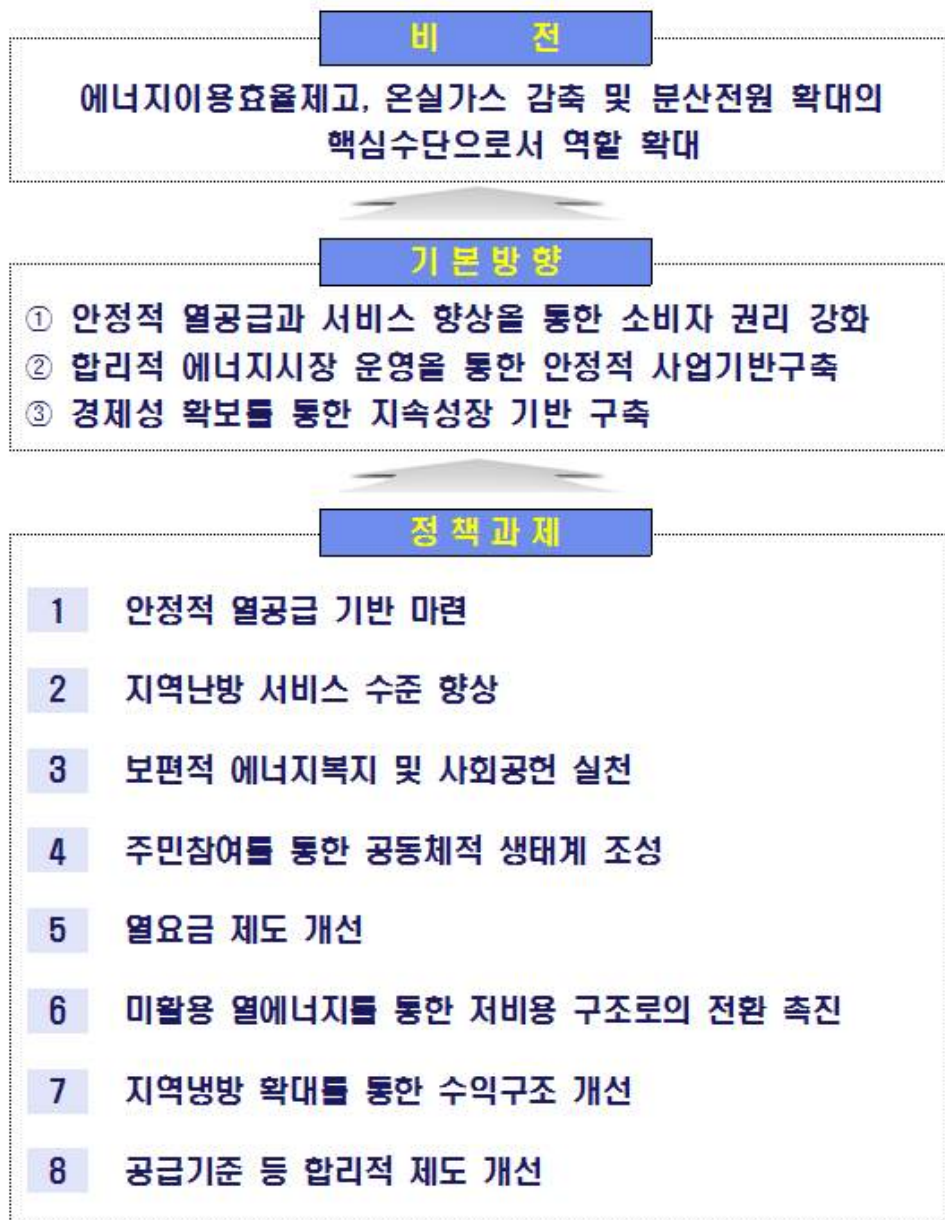 비 전
에너지이용효율제고, 온실가스 감축 및 분산전원 확대의
핵심수단으로서 역할 확대
기본방향
① 안정적 열공급과 서비스 향상을 통한 소비자 권리 강화
② 합리적 에너지시장 운영을 통한 안정적 사업기반구축
③ 경제성 확보를 통한 지속성장 기반 구축
정책과제
1 안정적 열공급 기반 마련
2 지역난방 서비스 수준 향상
3 보편적 에너지복지 및 사회공헌 실천
4 주민참여를 통한 공동체적 생태계 조성
5 열요금 제도 개선
6 미활용 열에너지를 통한 저비용 구조로의 전환 촉진
7 지역냉방 확대를 통한 수익구조 개선
8 공급기준 등 합리적 제도 개선